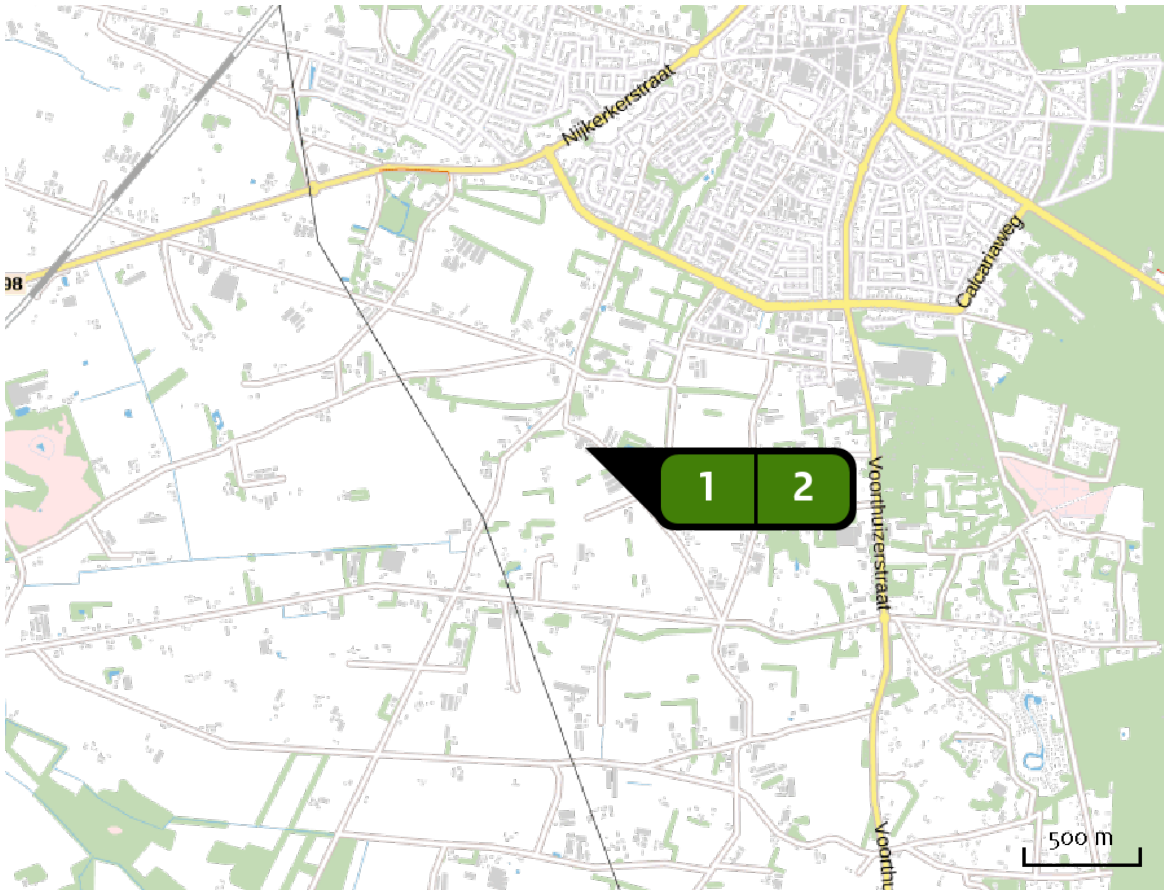 Nijkerkerstraat
Calcariaweg
98
1 2
Voorthuizerstraat
500 m
Voorthu